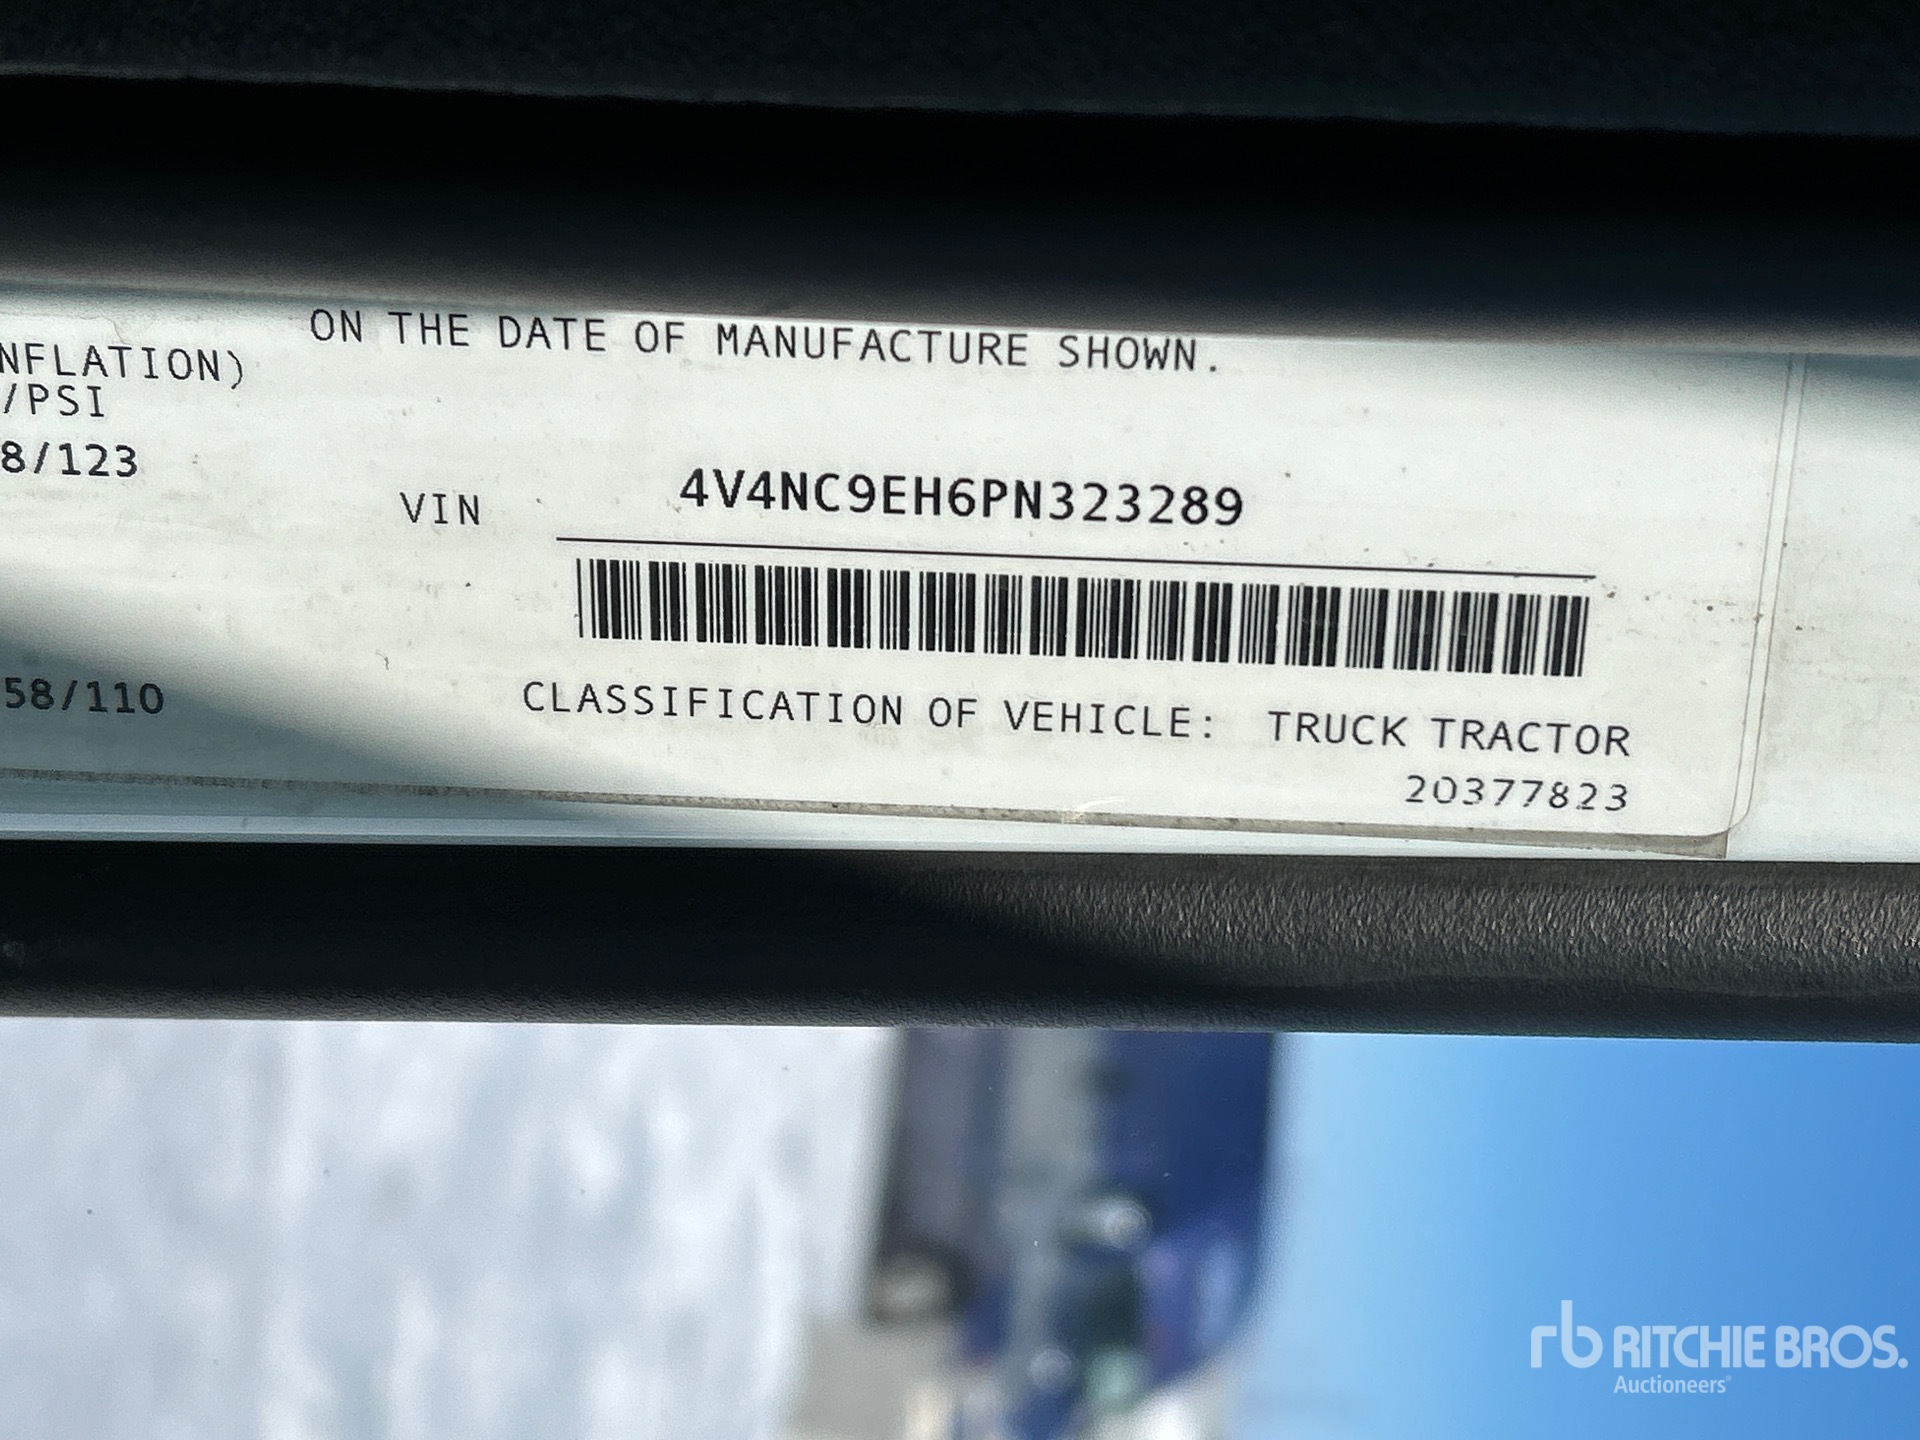 ON THE DATE OF MANUFACTURE SHOWN.
NFLATION)
/PSI
8/123
VIN 4V4NC9EH6PN323289
58/110
CLASSIFICATION OF VEHICLE: TRUCK TRACTOR
20377823
rb RITCHIE BROS.
Auctioneers